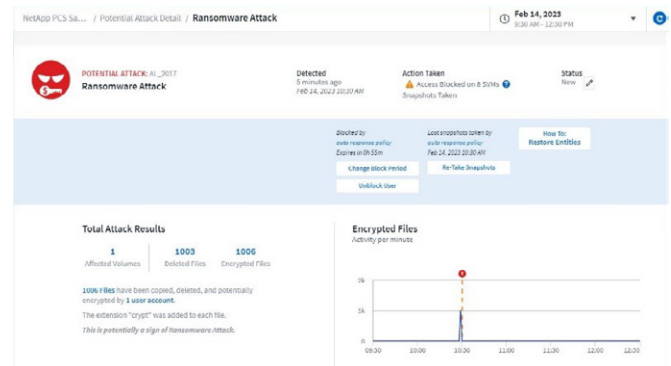 NetApp PCS Sa... / Potential Attack Detail / Ransomware Attack
Feb 14, 2023
9:30 AM - 12:30 PM
POTENTIAL ATTACK: AL_2017
Ransomware Attack
Detected
5 minutes ago
Feb 14, 2023 10:30 AM
Action Taken
Access Blocked on 8 SVMs
Snapshots Taken
Status
New
Blocked by
auto response policy
Expires in 0h 55m
Change Block Period
Unblock User
Last snapshots taken by
auto response policy
Feb 14, 2023 10:30 AM
Re-Take Snapshots
How To:
Restore Entities
Total Attack Results
1
Affected Volumes
1003
Deleted Files
1006
Encrypted Files
1006 Files have been copied, deleted, and potentially
encrypted by 1 user account.
The extension "crypt" was added to each file.
This is potentially a sign of Ransomware Attack.
Encrypted Files
Activity per minute
2k
1k
0
09:30
10:00
10:30
11:00
11:30
12:00
12:30